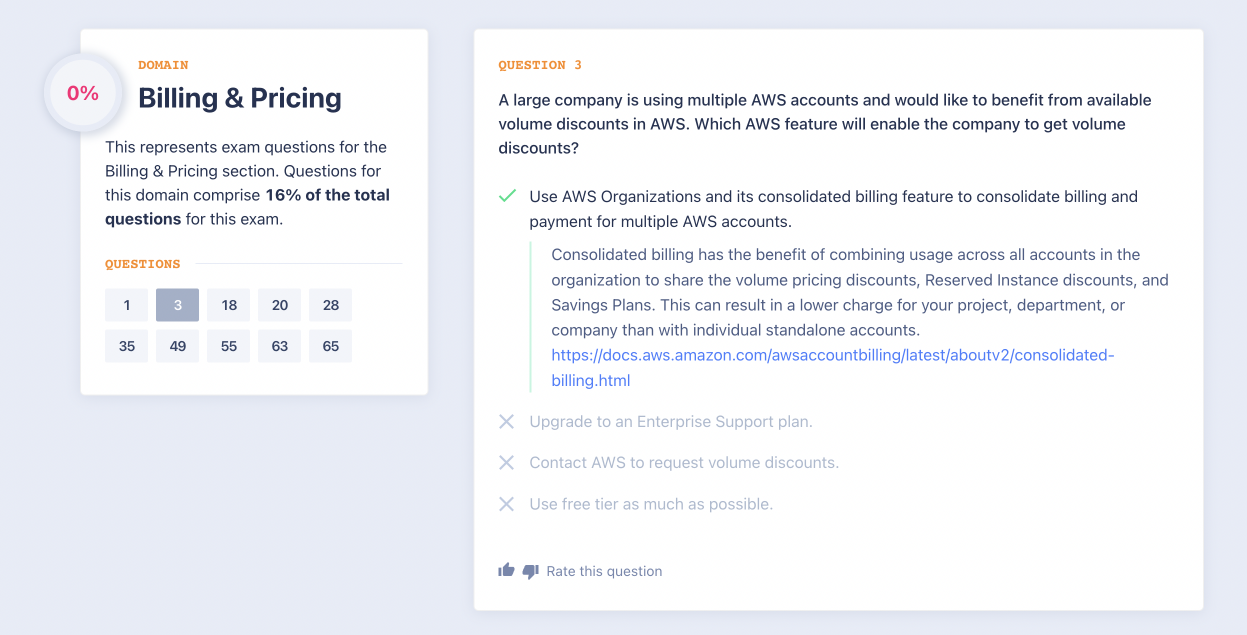 0%
DOMAIN
Billing & Pricing
This represents exam questions for the
Billing & Pricing section. Questions for
this domain comprise 16% of the total
questions for this exam.
QUESTIONS
1 3 18 20 28
35 49 55 63 65
QUESTION 3
A large company is using multiple AWS accounts and would like to benefit from available
volume discounts in AWS. Which AWS feature will enable the company to get volume
discounts?
Use AWS Organizations and its consolidated billing feature to consolidate billing and
payment for multiple AWS accounts.
Consolidated billing has the benefit of combining usage across all accounts in the
organization to share the volume pricing discounts, Reserved Instance discounts, and
Savings Plans. This can result in a lower charge for your project, department, or
company than with individual standalone accounts.
https://docs.aws.amazon.com/awsaccountbilling/latest/aboutv2/consolidated-
billing.html
Upgrade to an Enterprise Support plan.
Contact AWS to request volume discounts.
Use free tier as much as possible.
Rate this question